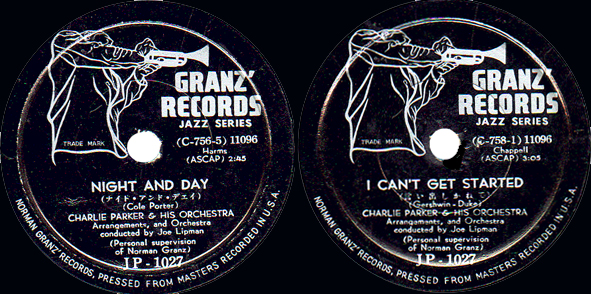 GRANZ'
RECORDS
JAZZ SERIES
TRADE MARK
(C-756-5) 11096
Harms
(ASCAP) 2:45
NIGHT AND DAY
(ナイト・アンド・デェイ)
(Cole Porter)
CHARLIE PARKER & HIS ORCHESTRA
Arrangements, and Orchestra
conducted by Joe Lipman
(Personal supervision
of Norman Granz)
JP-1027
NORMAN GRANZ' RECORDS, PRESSED FROM MASTERS RECORDED IN U.S.A.
GRANZ'
RECORDS
JAZZ SERIES
TRADE MARK
(C-758-1) 11096
Chappell
(ASCAP) 3:05
I CAN'T GET STARTED
(Gershwin-Duke)
CHARLIE PARKER & HIS ORCHESTRA
Arrangements, and Orchestra
conducted by Joe Lipman
(Personal supervision
of Norman Granz)
JP-1027
NORMAN GRANZ' RECORDS, PRESSED FROM MASTERS RECORDED IN U.S.A.